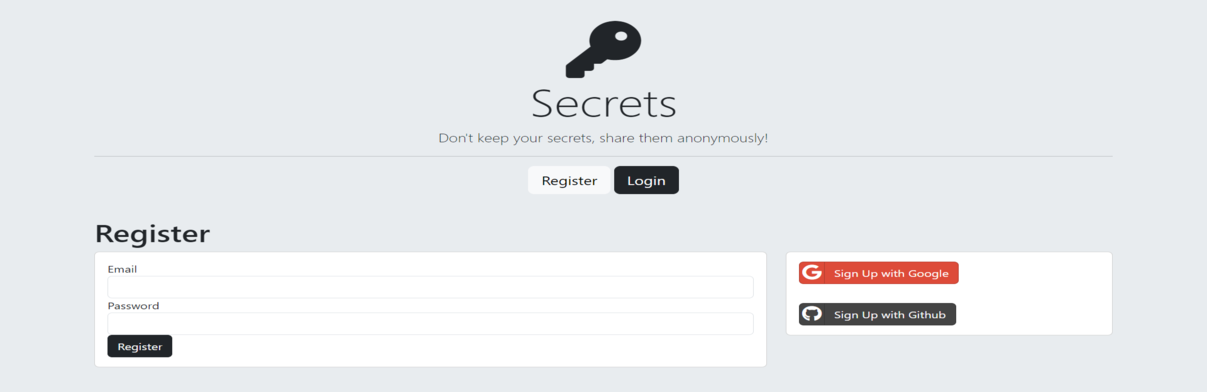 Secrets
Don't keep your secrets, share them anonymously!
Register Login
Register
Email
Password
Register
Sign Up with Google
Sign Up with Github